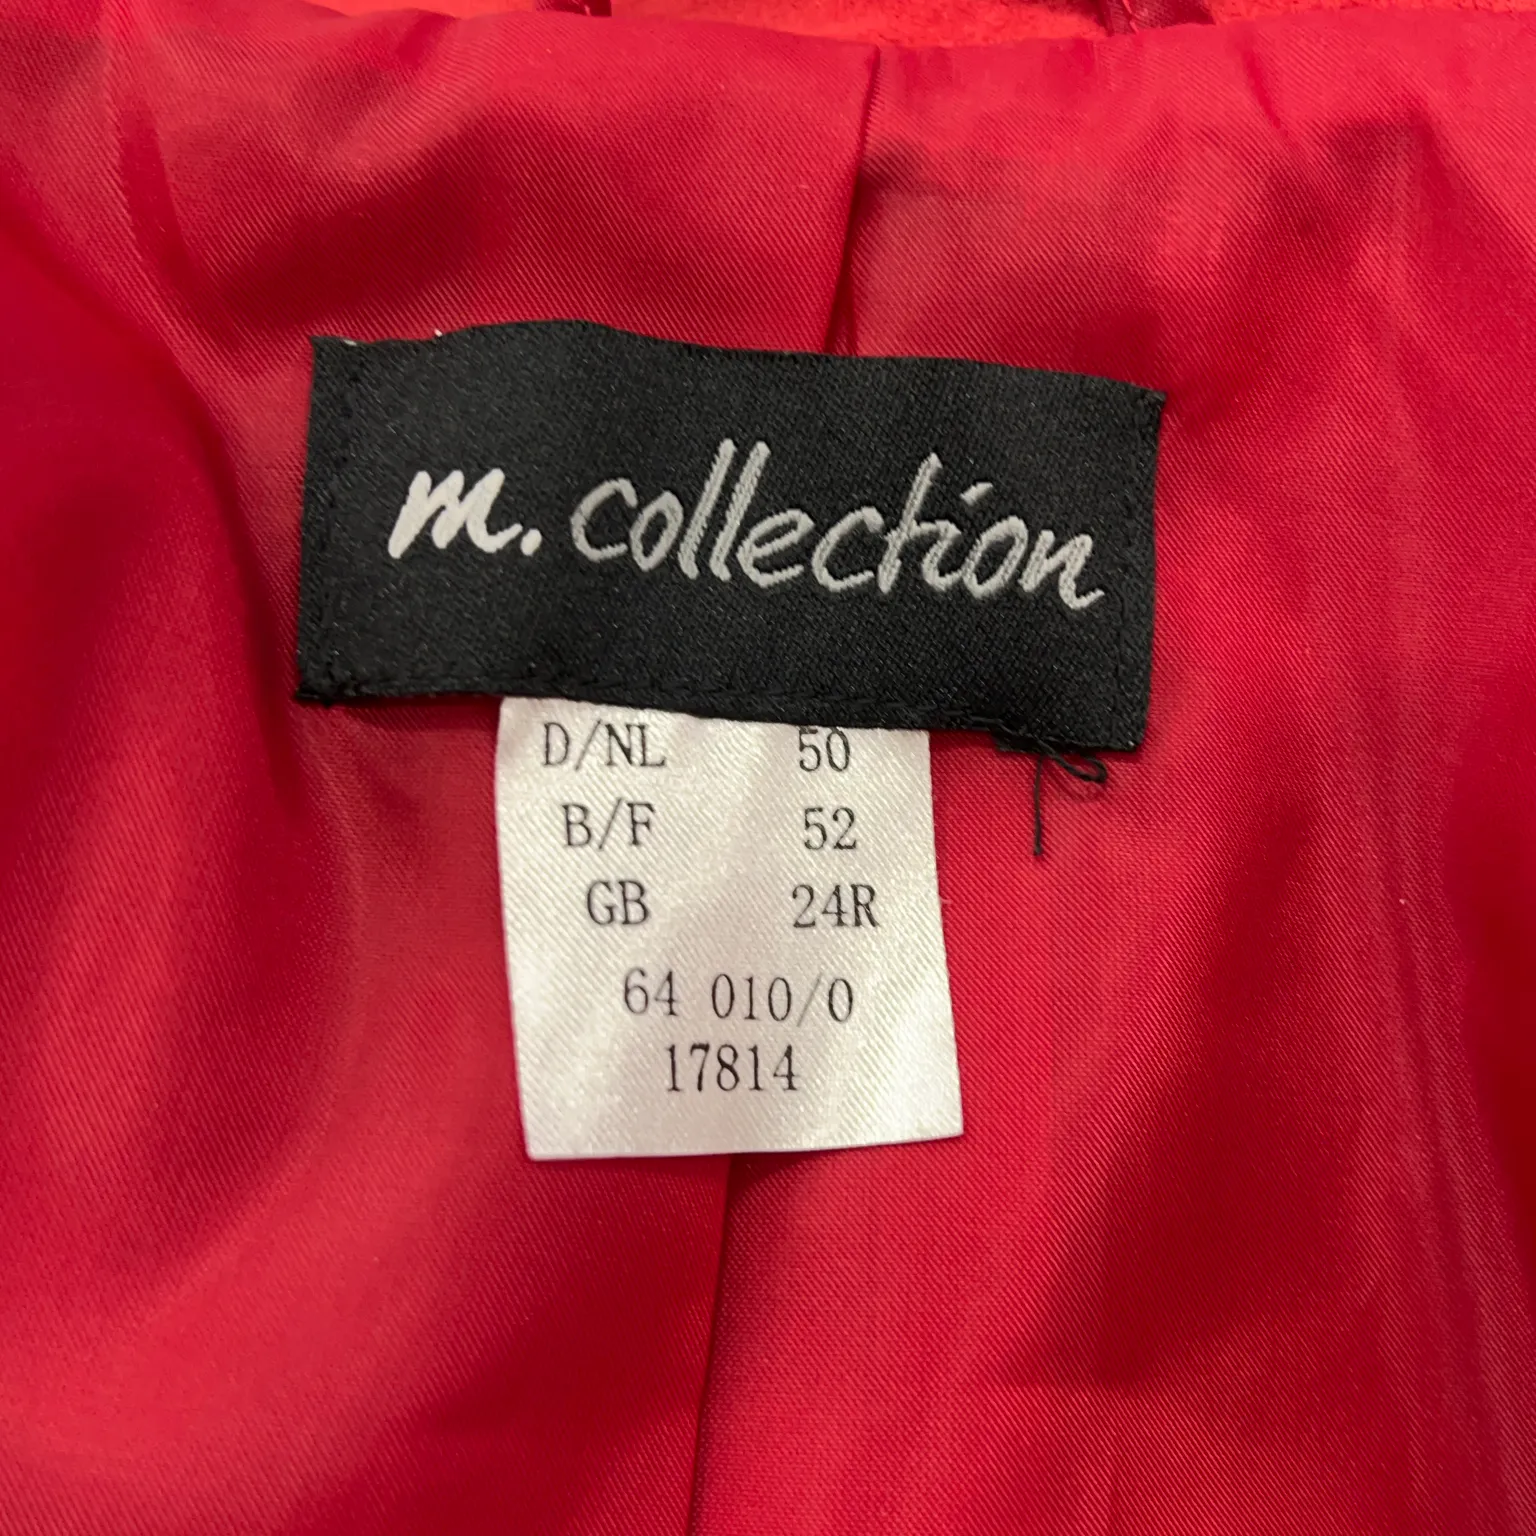 m. collection
D/NL 50
B/F 52
GB 24R
64 010/0
17814